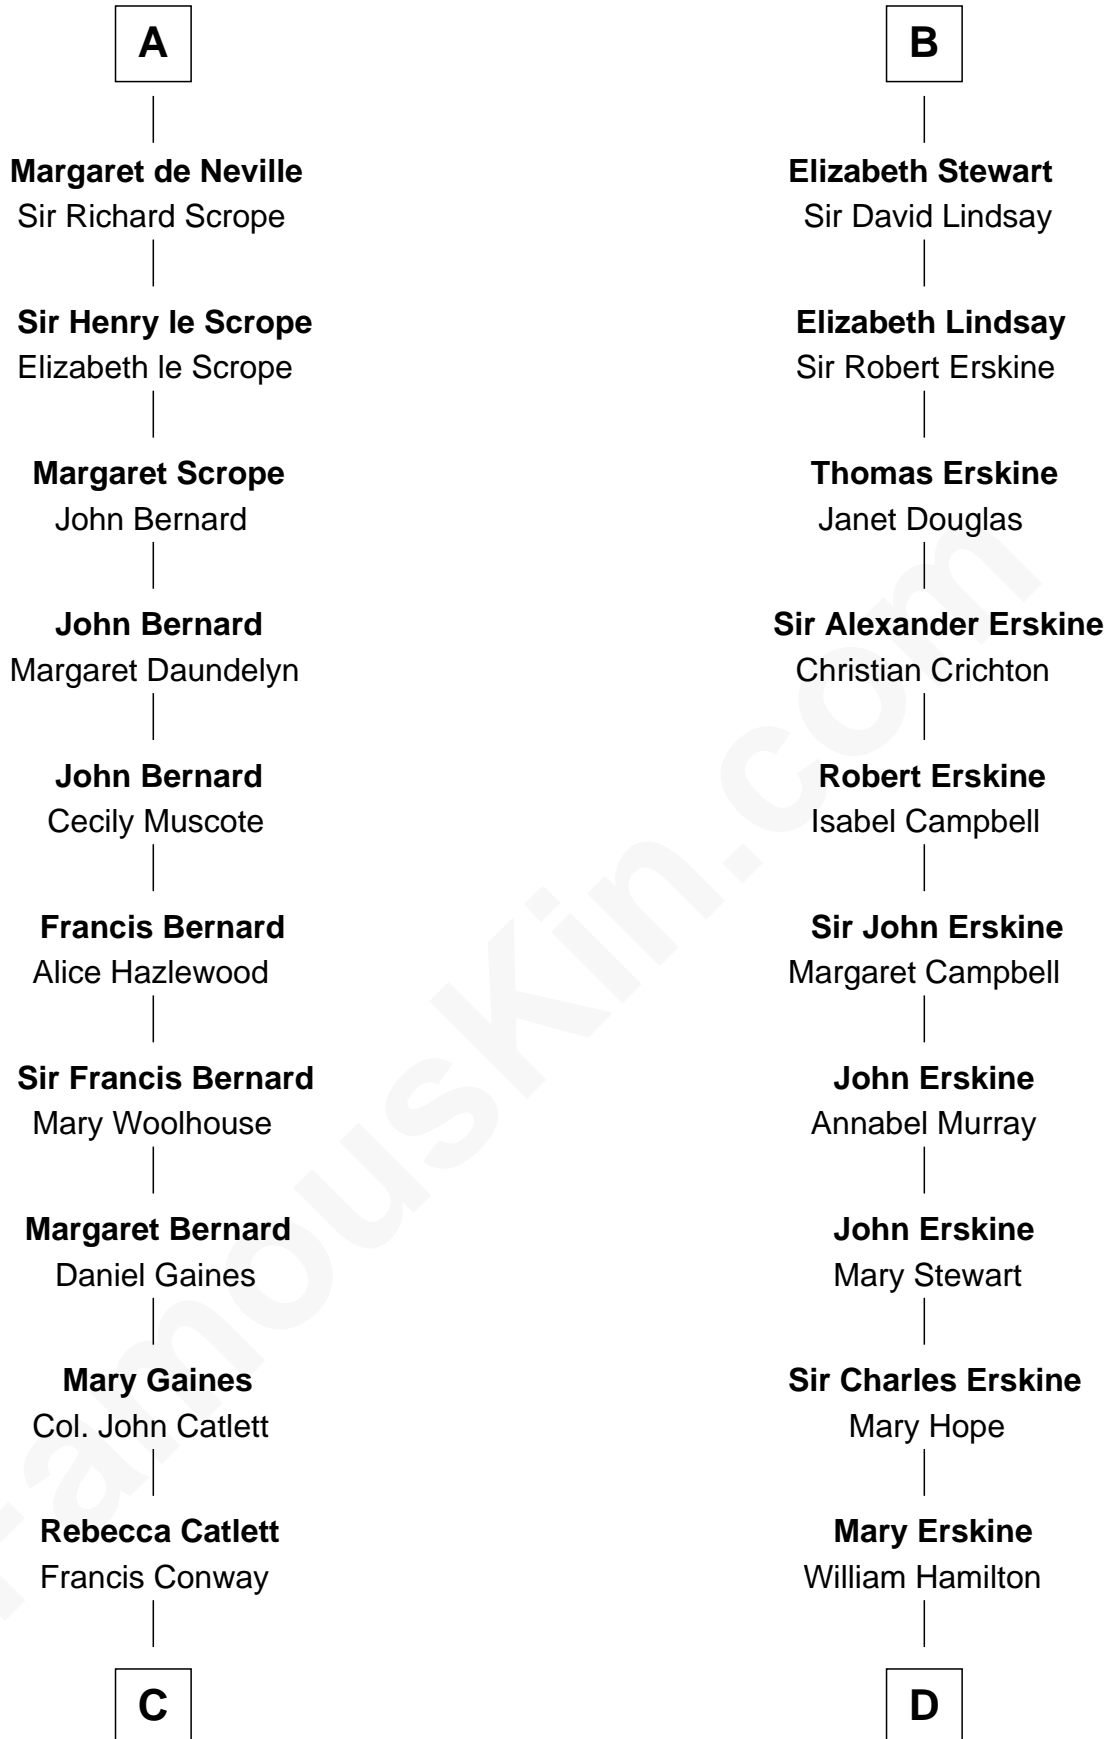 A
Margaret de Neville
Sir Richard Scrope
Sir Henry le Scrope
Elizabeth le Scrope
Margaret Scrope
John Bernard
John Bernard
Margaret Daundelyn
John Bernard
Cecily Muscote
Francis Bernard
Alice Hazlewood
Sir Francis Bernard
Mary Woolhouse
Margaret Bernard
Daniel Gaines
Mary Gaines
Col. John Catlett
Rebecca Catlett
Francis Conway
C
B
Elizabeth Stewart
Sir David Lindsay
Elizabeth Lindsay
Sir Robert Erskine
Thomas Erskine
Janet Douglas
Sir Alexander Erskine
Christian Crichton
Robert Erskine
Isabel Campbell
Sir John Erskine
Margaret Campbell
John Erskine
Annabel Murray
John Erskine
Mary Stewart
Sir Charles Erskine
Mary Hope
Mary Erskine
William Hamilton
D
FamousKin.com